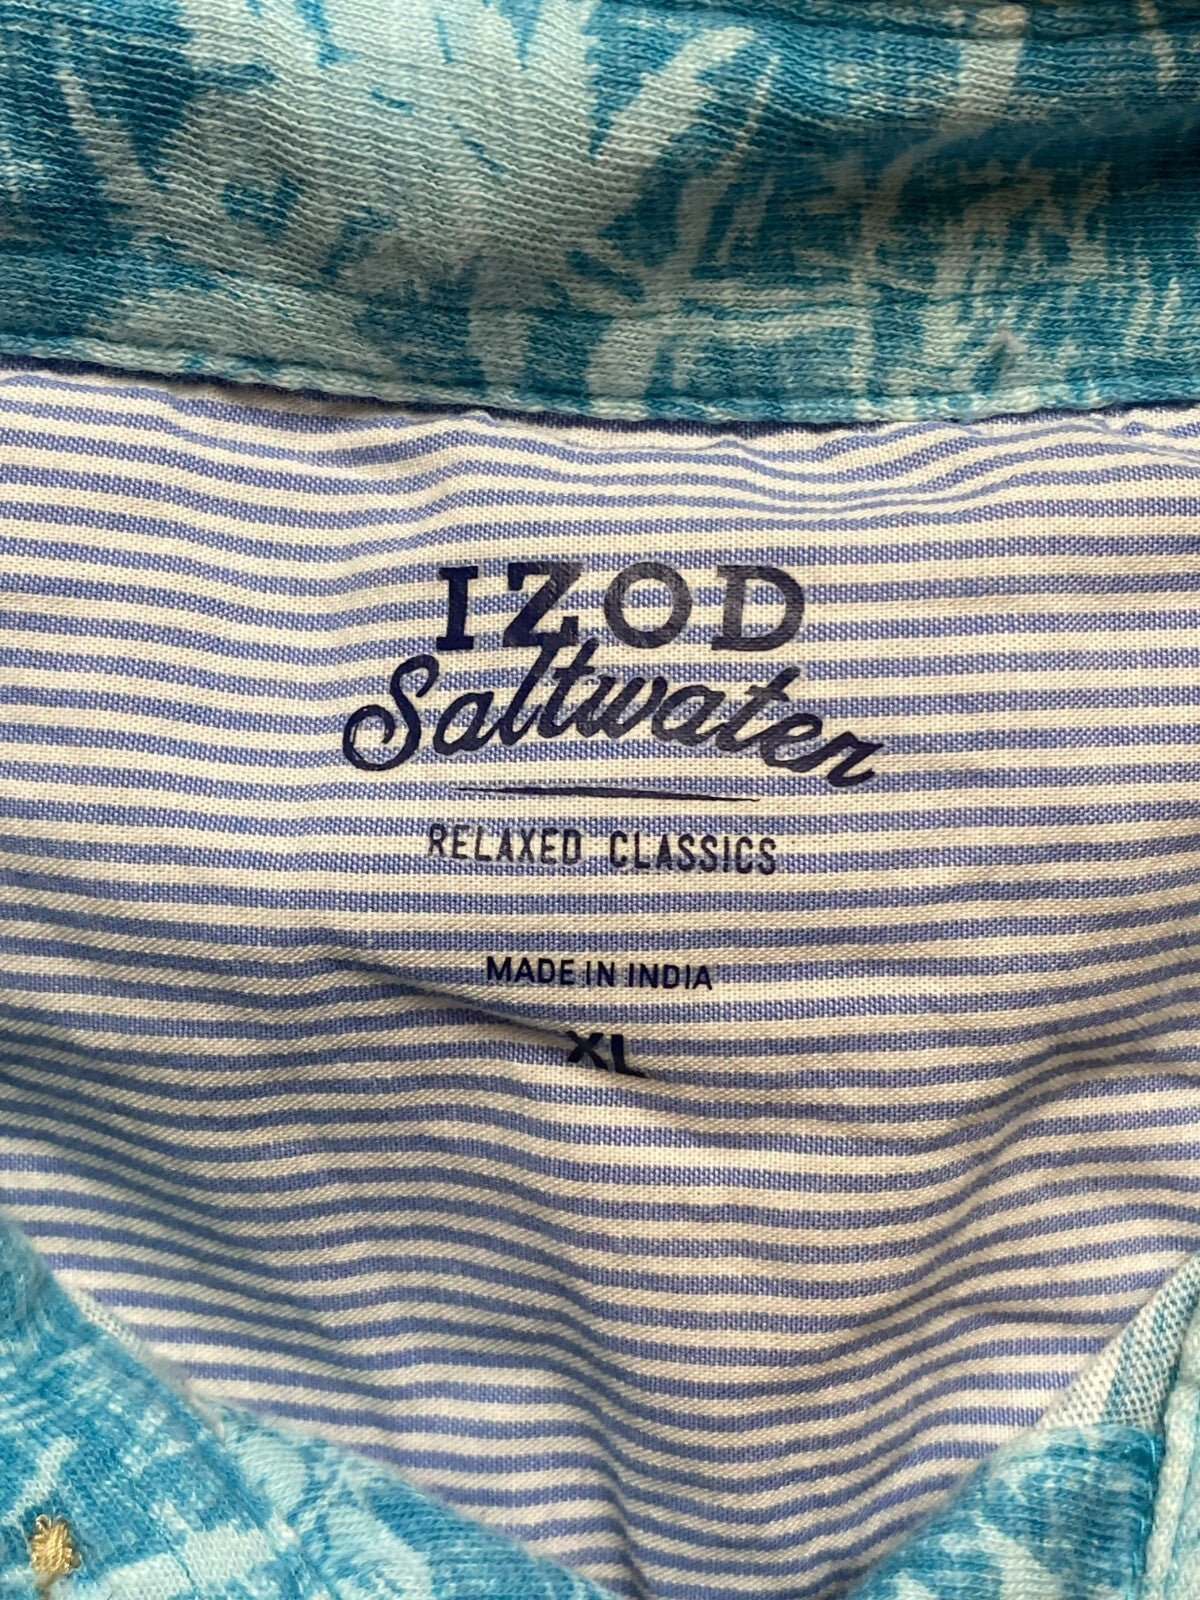 IZOD
Saltwater
RELAXED CLASSICS
MADE IN INDIA
XL